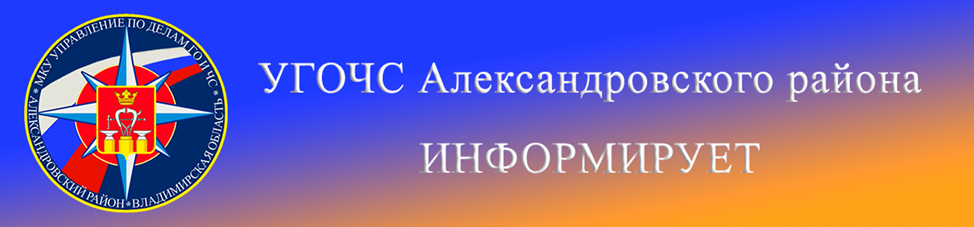 * МКУ УПРАВЛЕНИЕ ПО ДЕЛАМ ГО И ЧС *
АЛЕКСАНДРОВСКИЙ РАЙОН * ВЛАДИМИРСКАЯ ОБЛАСТЬ
УГОЧС Александровского района
ИНФОРМИРУЕТ